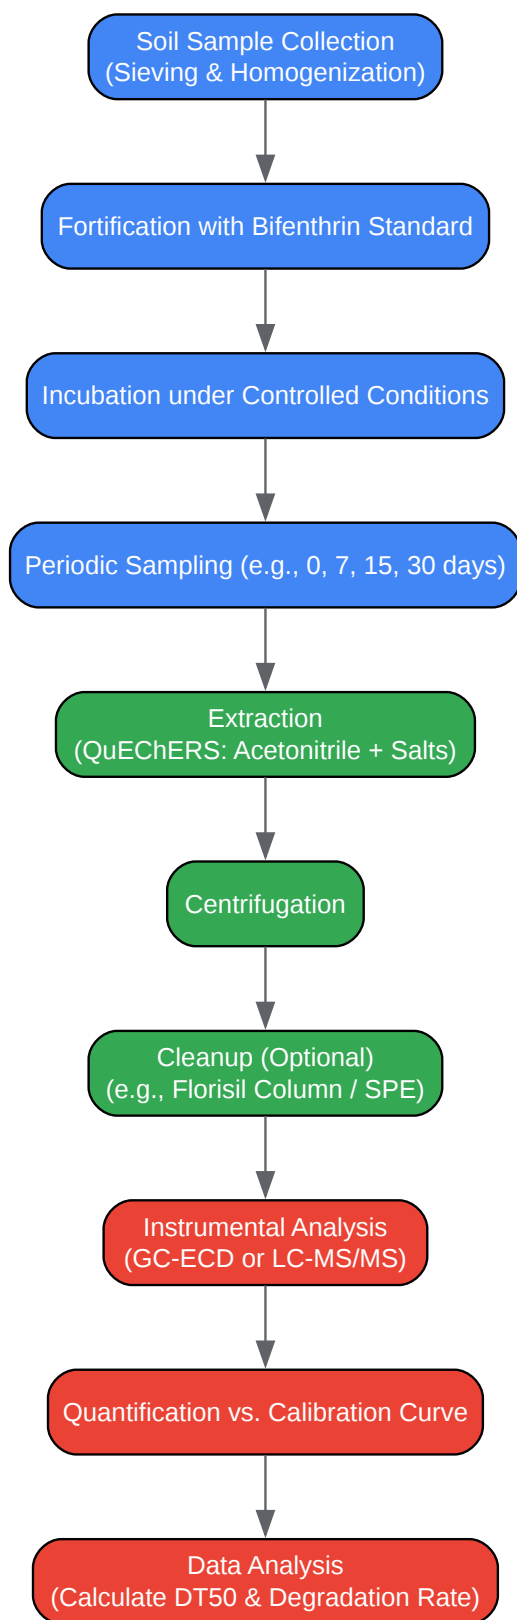 Soil Sample Collection
(Sieving & Homogenization)
Fortification with Bifenthrin Standard
Incubation under Controlled Conditions
Periodic Sampling (e.g., 0, 7, 15, 30 days)
Extraction
(QuEChERS: Acetonitrile + Salts)
Centrifugation
Cleanup (Optional)
(e.g., Florisil Column / SPE)
Instrumental Analysis
(GC-ECD or LC-MS/MS)
Quantification vs. Calibration Curve
Data Analysis
(Calculate DT50 & Degradation Rate)